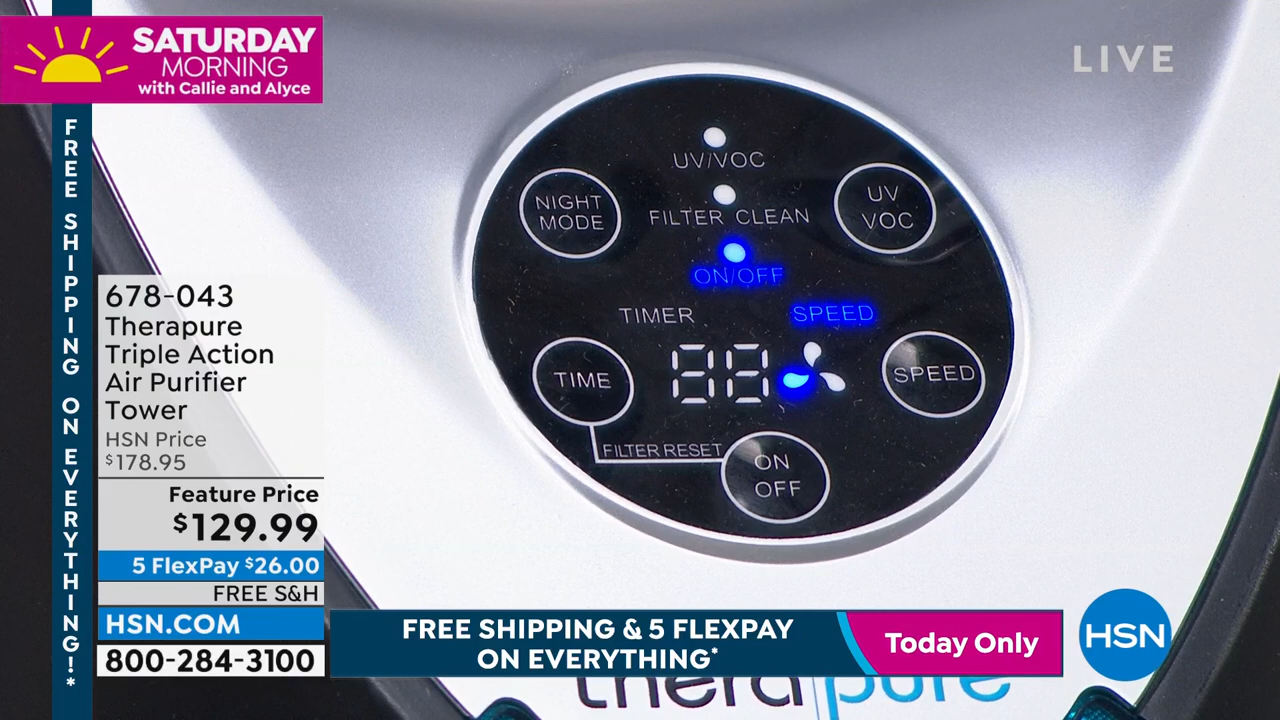 SATURDAY
MORNING
with Callie and Alyce
LIVE
FREE SHIPPING ON EVERYTHING!*
678-043
Therapure
Triple Action
Air Purifier
Tower
HSN Price
$178.95
Feature Price
$129.99
5 FlexPay $26.00
FREE S&H
HSN.COM
800-284-3100
UV/VOC
NIGHT
MODE
FILTER CLEAN
UV
VOC
ON/OFF
TIMER
SPEED
TIME
88
SPEED
FILTER RESET
ON
OFF
FREE SHIPPING & 5 FLEXPAY
ON EVERYTHING*
Today Only
HSN
therapure